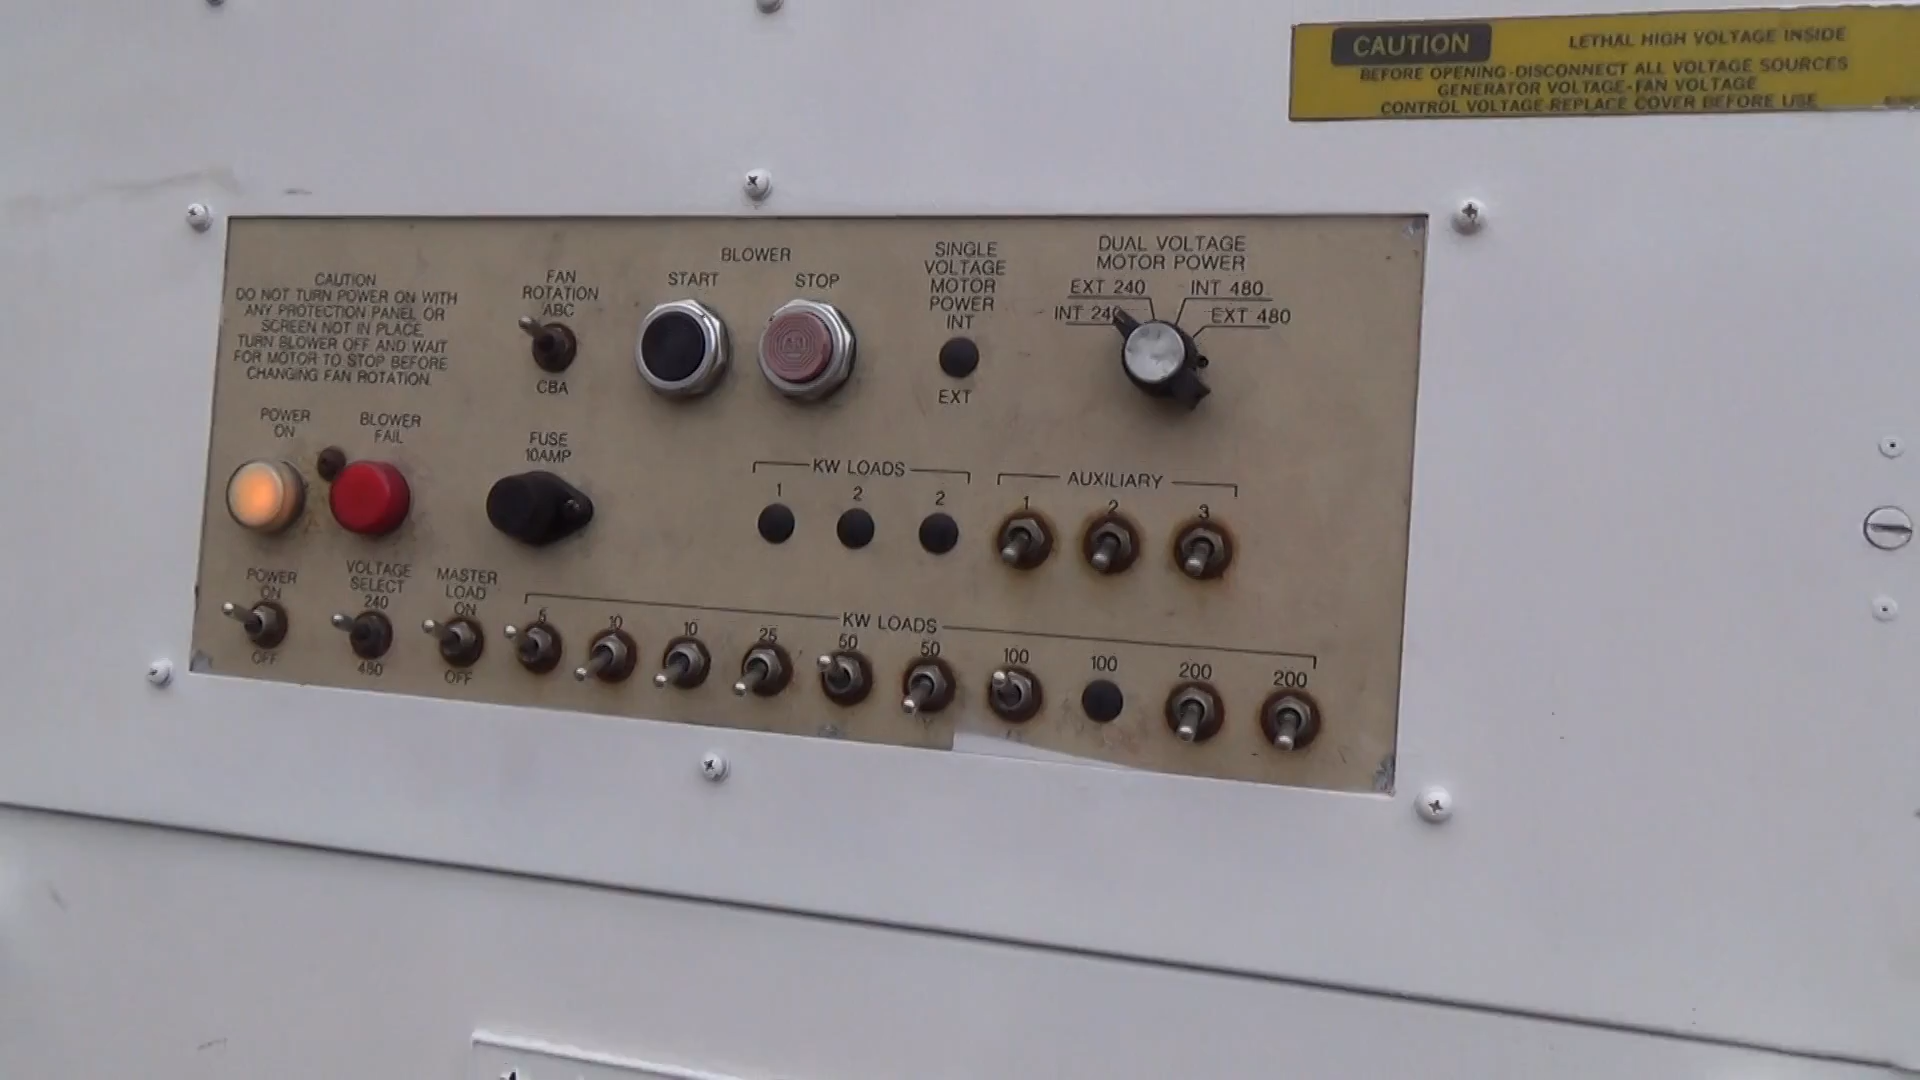 CAUTION
LETHAL HIGH VOLTAGE INSIDE
BEFORE OPENING-DISCONNECT ALL VOLTAGE SOURCES
GENERATOR VOLTAGE-FAN VOLTAGE
CONTROL VOLTAGE-REPLACE COVER BEFORE USE
CAUTION
DO NOT TURN POWER ON WITH
ANY PROTECTION PANEL OR
SCREEN NOT IN PLACE.
TURN BLOWER OFF AND WAIT
FOR MOTOR TO STOP BEFORE
CHANGING FAN ROTATION.
FAN
ROTATION
ABC
CBA
BLOWER
START
STOP
SINGLE
VOLTAGE
MOTOR
POWER
INT
EXT
DUAL VOLTAGE
MOTOR POWER
EXT 240
INT 480
INT 240
EXT 480
POWER
ON
BLOWER
FAIL
FUSE
10AMP
KW LOADS
1
2
2
AUXILIARY
1
2
3
POWER
ON
OFF
VOLTAGE
SELECT
240
480
MASTER
LOAD
ON
OFF
KW LOADS
5
10
10
25
50
50
100
100
200
200